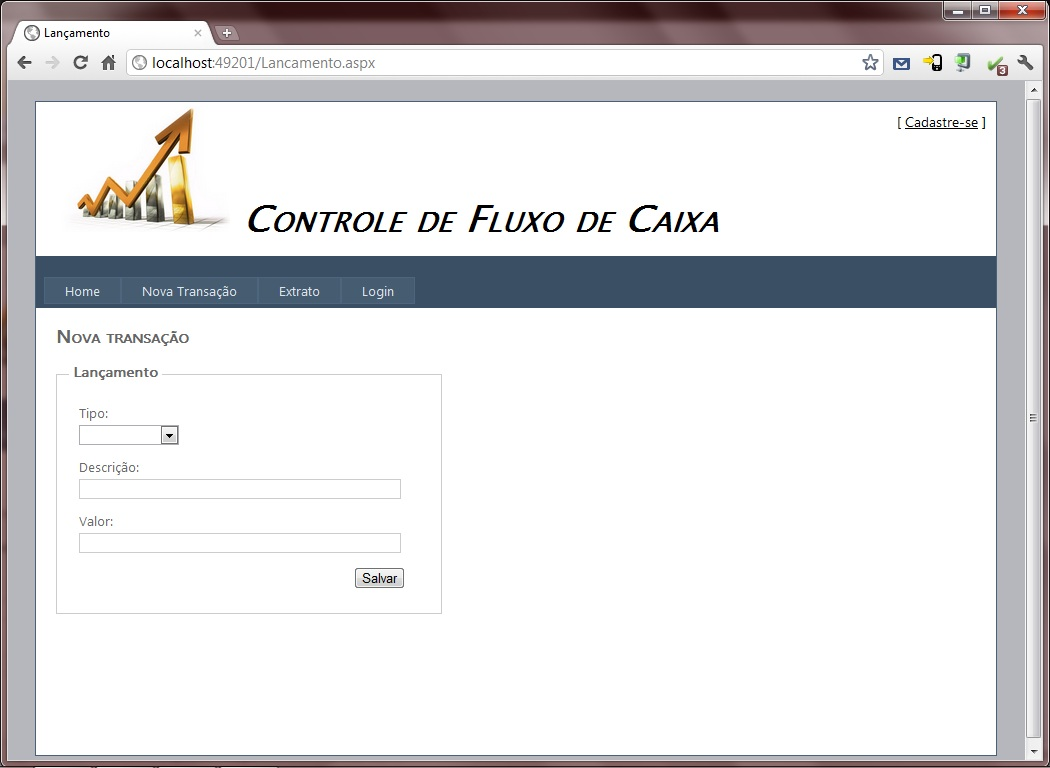 Lançamento
localhost:49201/Lancamento.aspx
3
[ Cadastre-se ]
Controle de Fluxo de Caixa
Home Nova Transação Extrato Login
Nova transação
Lançamento
Tipo:
Descrição:
Valor:
Salvar